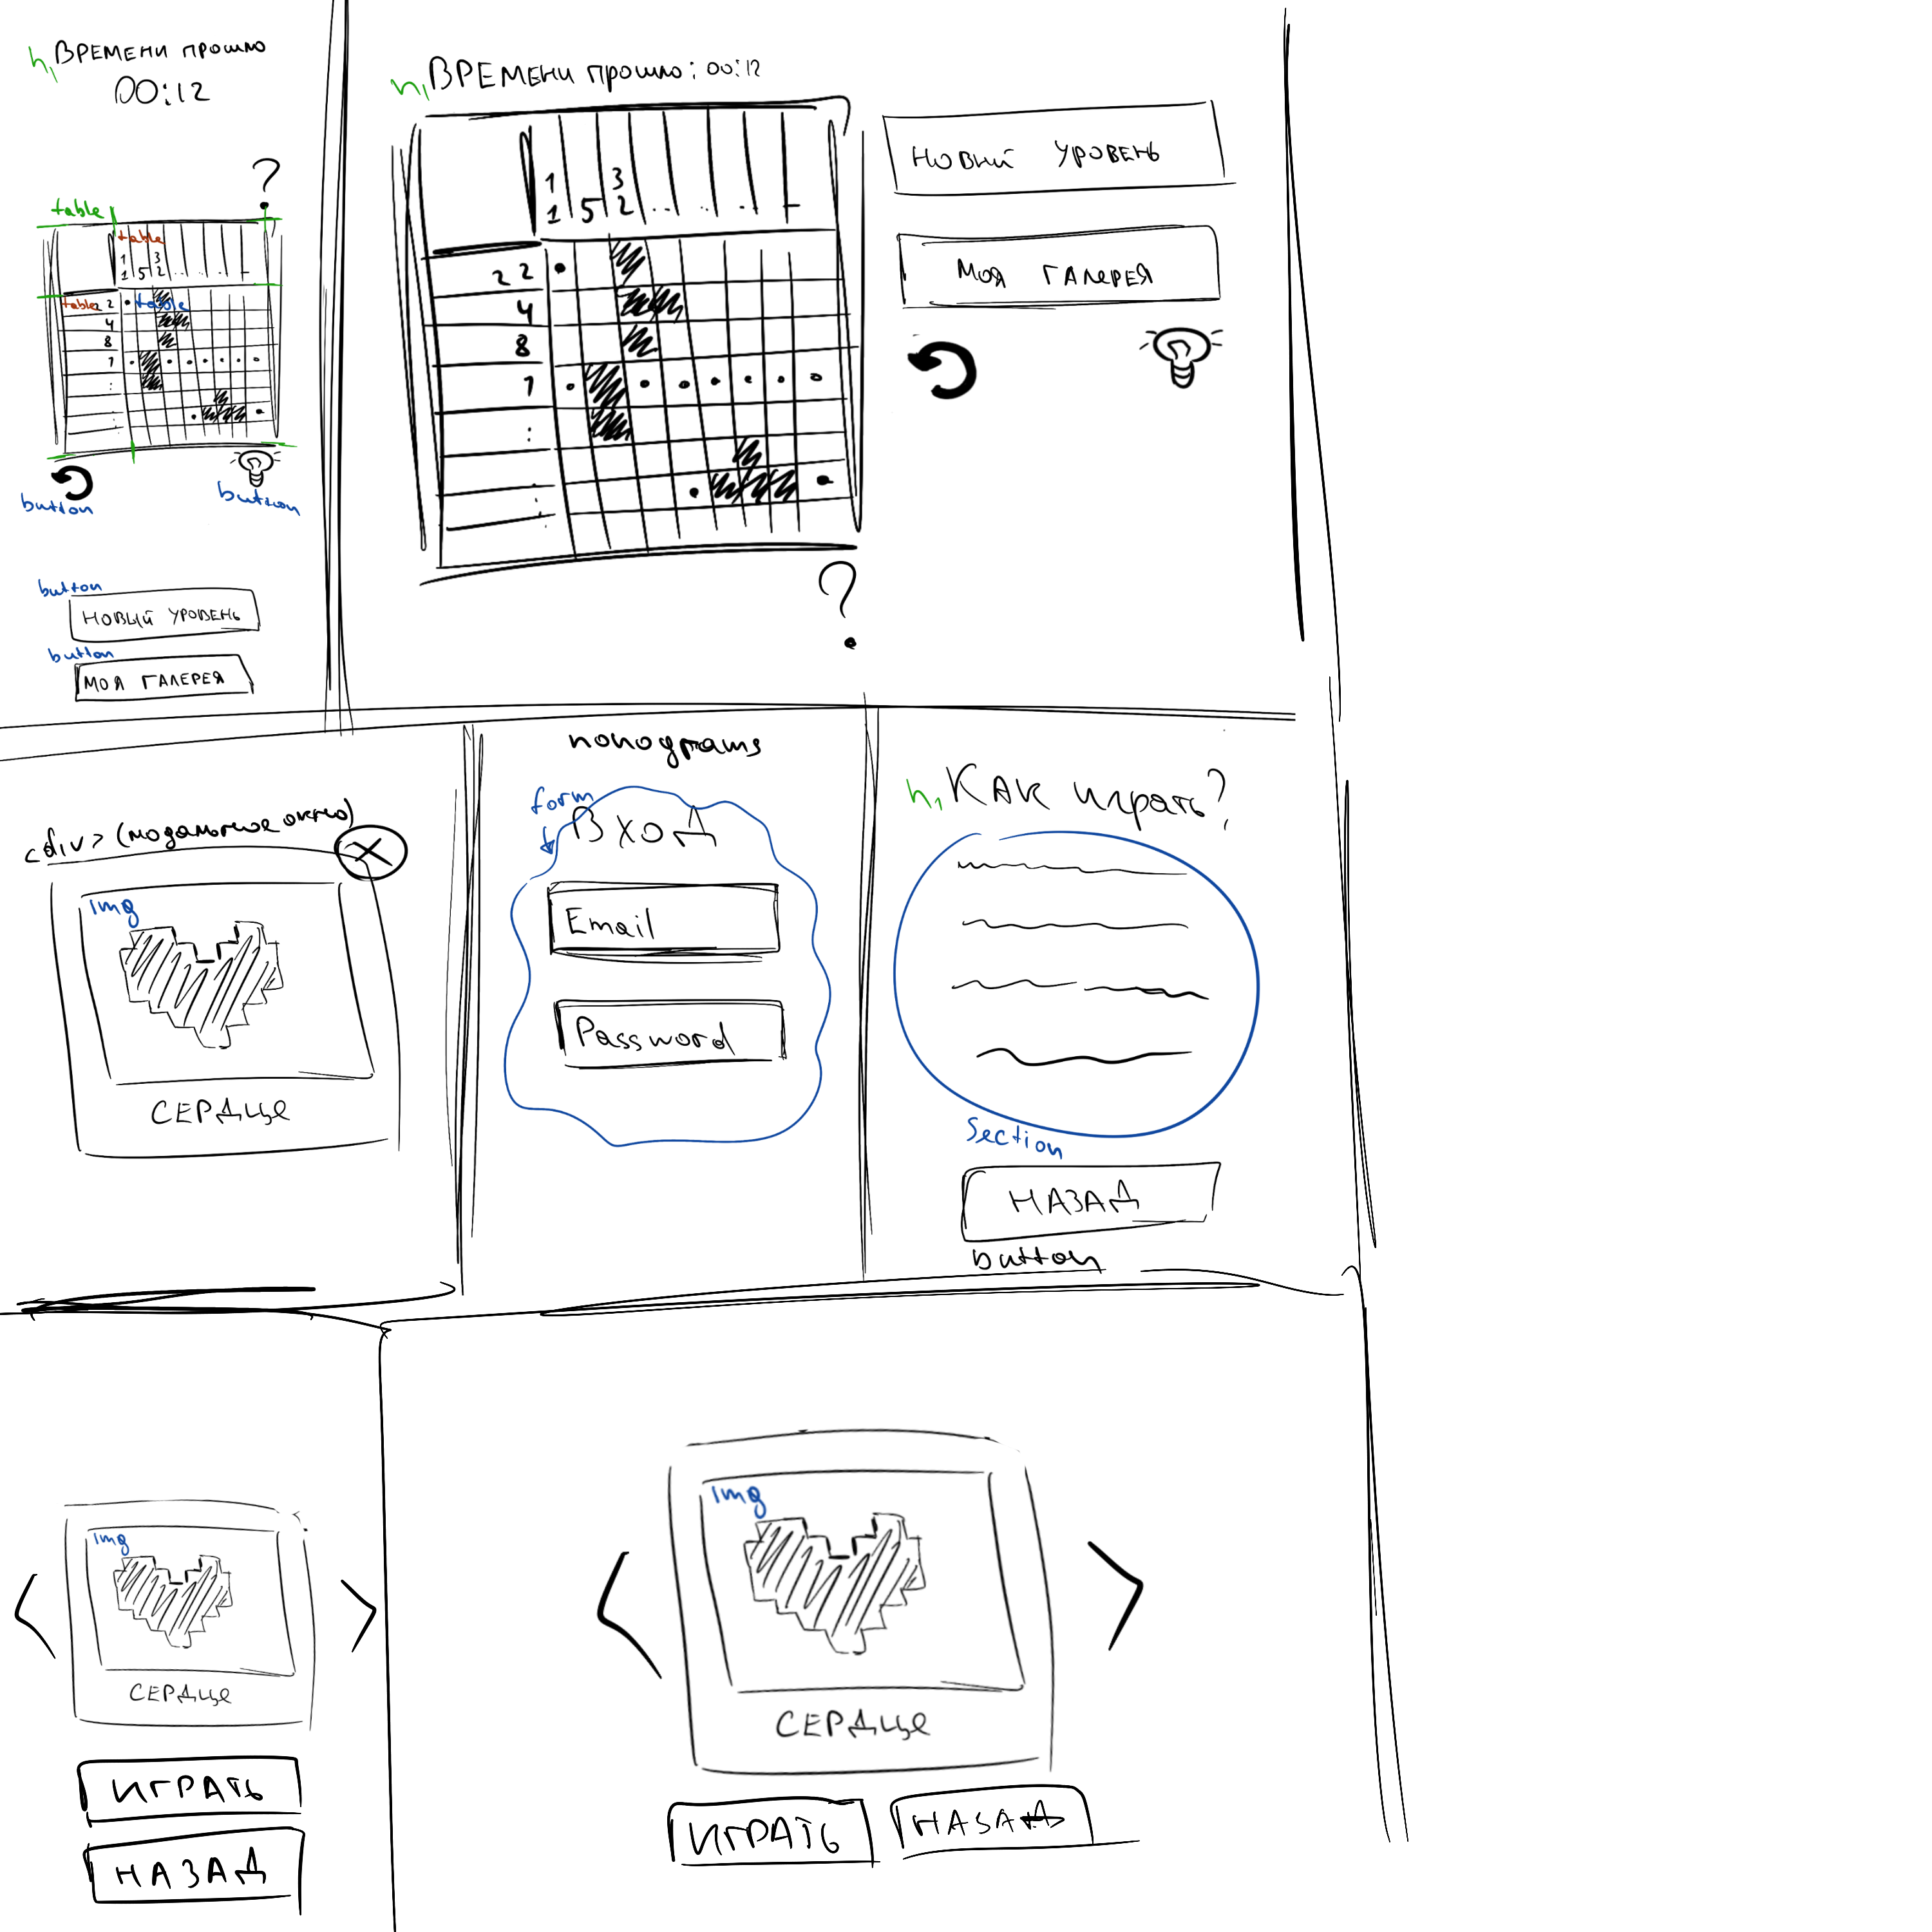 h1 Времени прошло
00:12
?
table
table
1 3
1 5 2 ..
table 2 2 table
4
8
1
:
button
button
button
Новый уровень
button
Моя галерея
h1 Времени прошло: 00:12
1 3
1 5 2 .. .. .
2 2
4
8
1
:
:
?
Новый уровень
Моя галерея
<div> (модальное окно)
X
img
Сердце
nonograms
form
Вход
Email
Password
h1 Как играть?
section
Назад
button
img
< >
Сердце
Играть
Назад
img
< >
Сердце
Играть
Назад